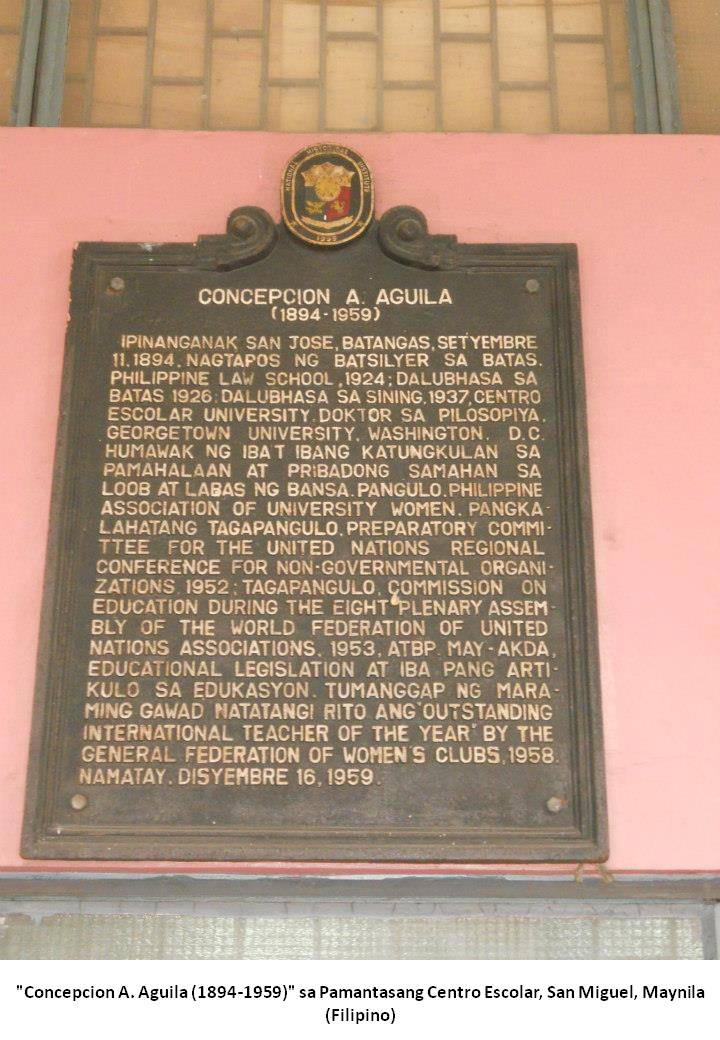 NATIONAL HISTORICAL INSTITUTE
CONCEPCION A. AGUILA
(1894-1959)
IPINANGANAK SAN JOSE, BATANGAS, SETYEMBRE
11, 1894. NAGTAPOS NG BATSILYER SA BATAS.
PHILIPPINE LAW SCHOOL, 1924; DALUBHASA SA
BATAS 1926; DALUBHASA SA SINING, 1937, CENTRO
ESCOLAR UNIVERSITY, DOKTOR SA PILOSOPIYA,
GEORGETOWN UNIVERSITY, WASHINGTON, D.C.
HUMAWAK NG IBA'T IBANG KATUNGKULAN SA
PAMAHALAAN AT PRIBADONG SAMAHAN SA
LOOB AT LABAS NG BANSA. PANGULO, PHILIPPINE
ASSOCIATION OF UNIVERSITY WOMEN. PANGKA-
LAHATANG TAGAPANGULO, PREPARATORY COMMI-
TTEE FOR THE UNITED NATIONS REGIONAL
CONFERENCE FOR NON-GOVERNMENTAL ORGANI-
ZATIONS 1952; TAGAPANGULO, COMMISSION ON
EDUCATION DURING THE EIGHT PLENARY ASSEM-
BLY OF THE WORLD FEDERATION OF UNITED
NATIONS ASSOCIATIONS, 1953, ATBP. MAY-AKDA,
EDUCATIONAL LEGISLATION AT IBA PANG ARTI-
KULO SA EDUKASYON. TUMANGGAP NG MARA-
MING GAWAD NATATANGI RITO ANG "OUTSTANDING
INTERNATIONAL TEACHER OF THE YEAR" BY THE
GENERAL FEDERATION OF WOMEN'S CLUBS, 1958.
NAMATAY, DISYEMBRE 16, 1959.
"Concepcion A. Aguila (1894-1959)" sa Pamantasang Centro Escolar, San Miguel, Maynila
(Filipino)